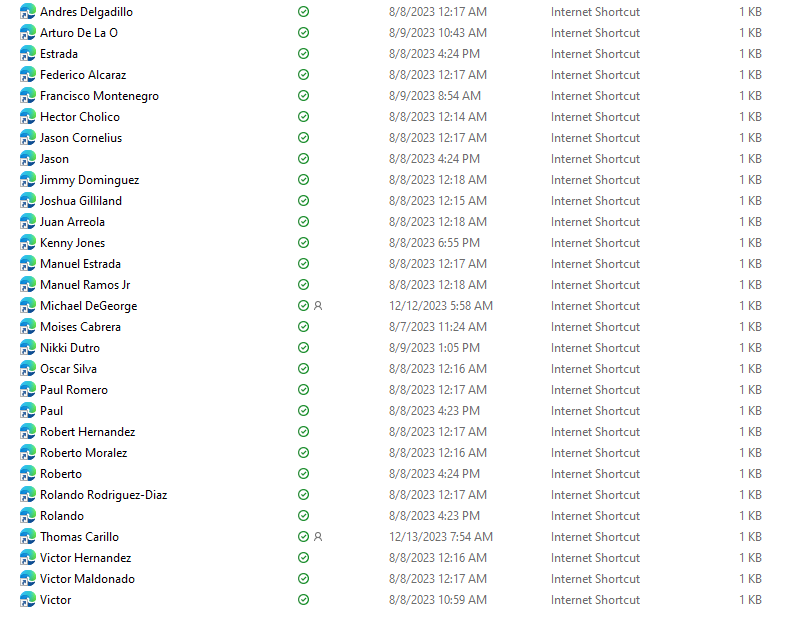 Andres Delgadillo 8/8/2023 12:17 AM Internet Shortcut 1 KB
Arturo De La O 8/9/2023 10:43 AM Internet Shortcut 1 KB
Estrada 8/8/2023 4:24 PM Internet Shortcut 1 KB
Federico Alcaraz 8/8/2023 12:17 AM Internet Shortcut 1 KB
Francisco Montenegro 8/9/2023 8:54 AM Internet Shortcut 1 KB
Hector Cholico 8/8/2023 12:14 AM Internet Shortcut 1 KB
Jason Cornelius 8/8/2023 12:17 AM Internet Shortcut 1 KB
Jason 8/8/2023 4:24 PM Internet Shortcut 1 KB
Jimmy Dominguez 8/8/2023 12:18 AM Internet Shortcut 1 KB
Joshua Gilliland 8/8/2023 12:15 AM Internet Shortcut 1 KB
Juan Arreola 8/8/2023 12:18 AM Internet Shortcut 1 KB
Kenny Jones 8/8/2023 6:55 PM Internet Shortcut 1 KB
Manuel Estrada 8/8/2023 12:17 AM Internet Shortcut 1 KB
Manuel Ramos Jr 8/8/2023 12:18 AM Internet Shortcut 1 KB
Michael DeGeorge 12/12/2023 5:58 AM Internet Shortcut 1 KB
Moises Cabrera 8/7/2023 11:24 AM Internet Shortcut 1 KB
Nikki Dutro 8/9/2023 1:05 PM Internet Shortcut 1 KB
Oscar Silva 8/8/2023 12:16 AM Internet Shortcut 1 KB
Paul Romero 8/8/2023 12:17 AM Internet Shortcut 1 KB
Paul 8/8/2023 4:23 PM Internet Shortcut 1 KB
Robert Hernandez 8/8/2023 12:17 AM Internet Shortcut 1 KB
Roberto Moralez 8/8/2023 12:16 AM Internet Shortcut 1 KB
Roberto 8/8/2023 4:24 PM Internet Shortcut 1 KB
Rolando Rodriguez-Diaz 8/8/2023 12:17 AM Internet Shortcut 1 KB
Rolando 8/8/2023 4:23 PM Internet Shortcut 1 KB
Thomas Carillo 12/13/2023 7:54 AM Internet Shortcut 1 KB
Victor Hernandez 8/8/2023 12:16 AM Internet Shortcut 1 KB
Victor Maldonado 8/8/2023 12:17 AM Internet Shortcut 1 KB
Victor 8/8/2023 10:59 AM Internet Shortcut 1 KB